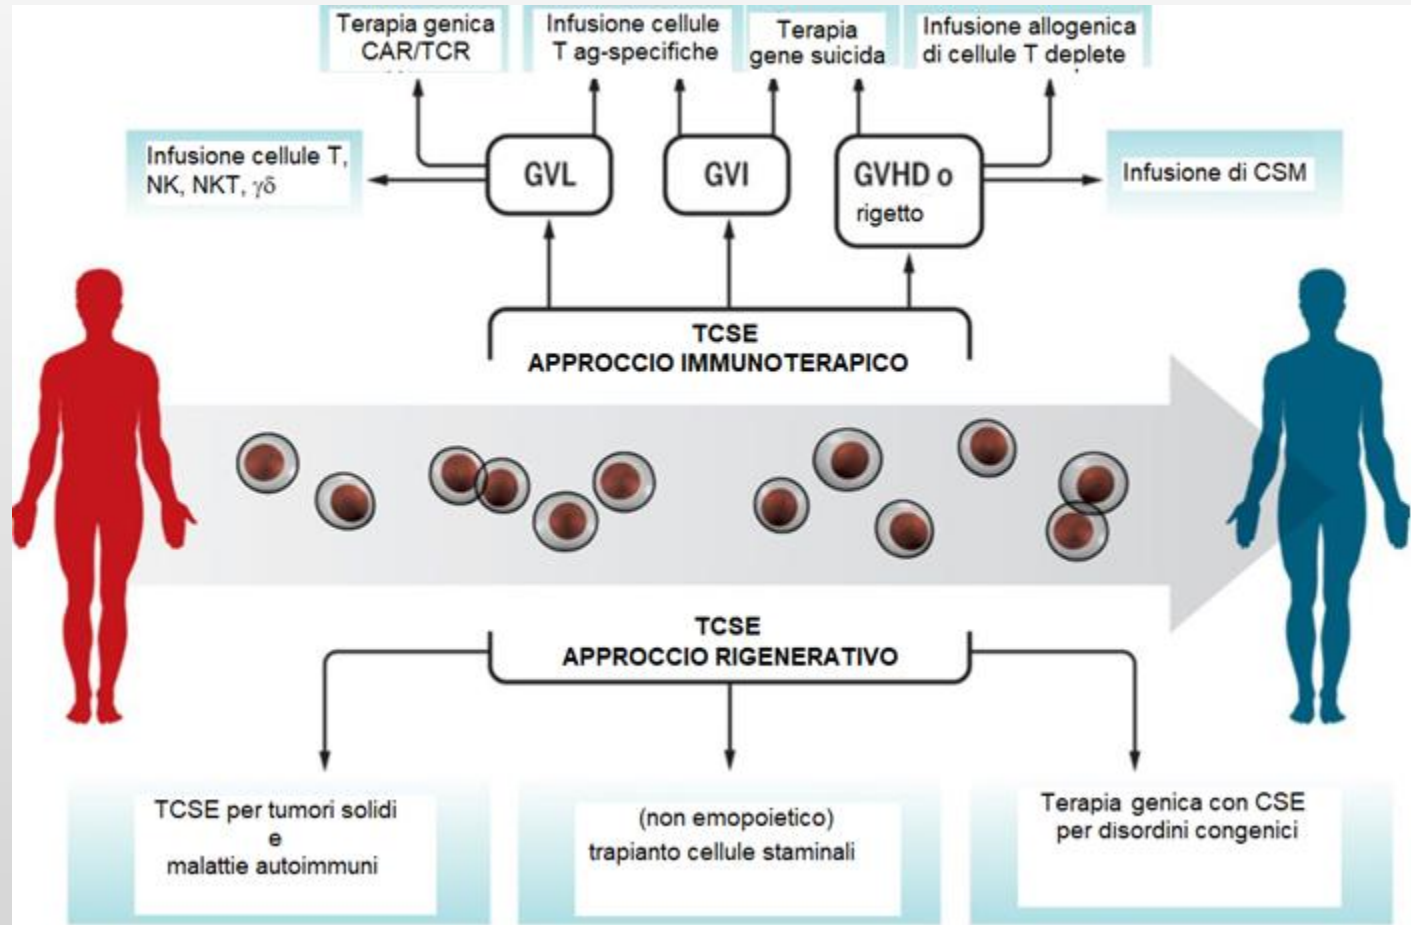 Terapia genica
CAR/TCR
Infusione cellule
T ag-specifiche
Terapia
gene suicida
Infusione allogenica
di cellule T deplete
Infusione cellule T,
NK, NKT, γδ
GVL
GVI
GVHD o
rigetto
Infusione di CSM
TCSE
APPROCCIO IMMUNOTERAPICO
TCSE
APPROCCIO RIGENERATIVO
TCSE per tumori solidi
e
malattie autoimmuni
(non emopoietico)
trapianto cellule staminali
Terapia genica con CSE
per disordini congenici